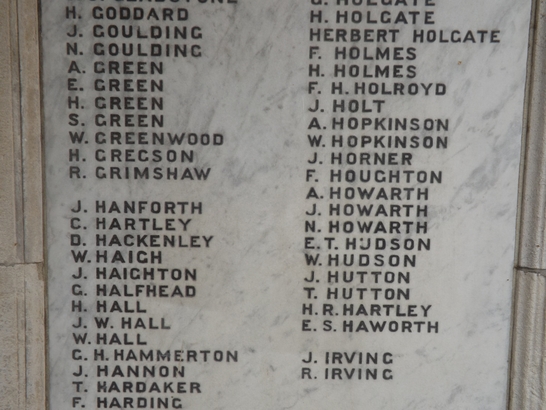 H. GODDARD
J. GOULDING
N. GOULDING
A. GREEN
E. GREEN
H. GREEN
S. GREEN
W. GREENWOOD
H. GREGSON
R. GRIMSHAW
J. HANFORTH
C. HARTLEY
D. HACKENLEY
W. HAIGH
J. HAIGHTON
G. HALFHEAD
H. HALL
J. W. HALL
W. HALL
G. H. HAMMERTON
J. HANNON
T. HARDAKER
F. HARDING
G. HOLGATE
H. HOLGATE
HERBERT HOLGATE
F. HOLMES
H. HOLMES
F. H. HOLROYD
J. HOLT
A. HOPKINSON
W. HOPKINSON
J. HORNER
F. HOUGHTON
A. HOWARTH
J. HOWARTH
N. HOWARTH
E. T. HUDSON
W. HUDSON
J. HUTTON
T. HUTTON
H. R. HARTLEY
E. S. HAWORTH
J. IRVING
R. IRVING